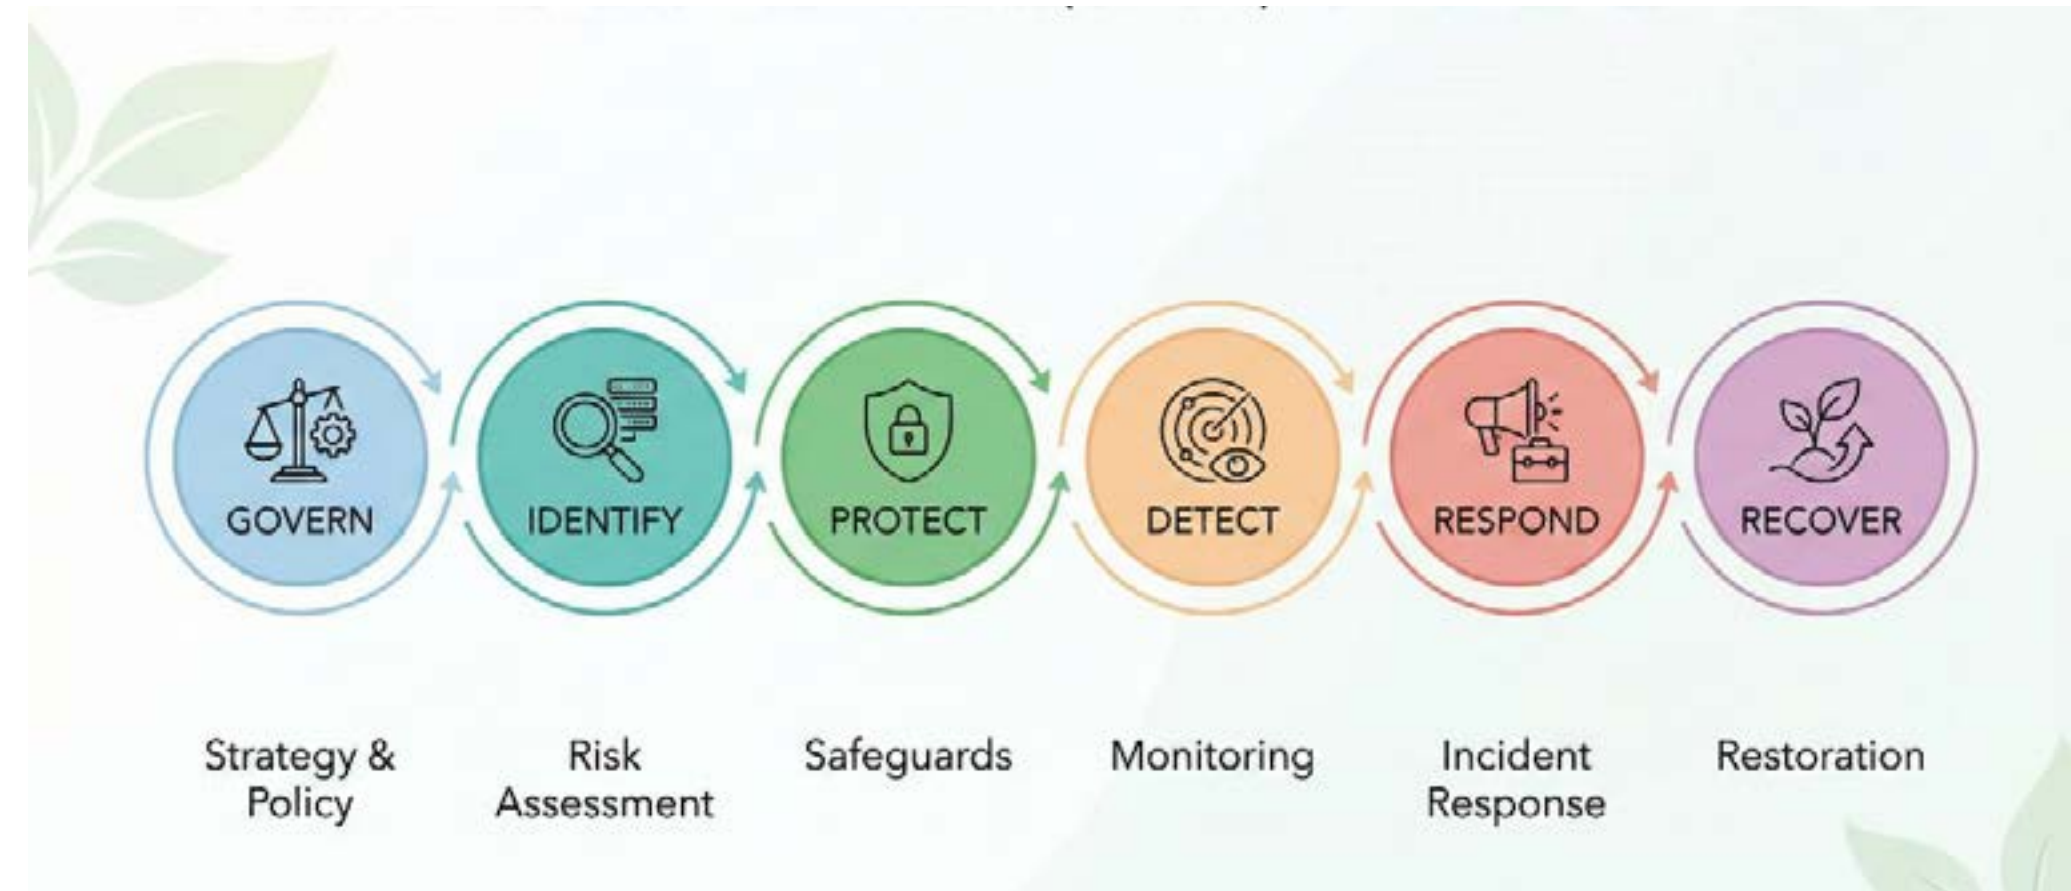 GOVERN
IDENTIFY
PROTECT
DETECT
RESPOND
RECOVER
Strategy &
Policy
Risk
Assessment
Safeguards
Monitoring
Incident
Response
Restoration